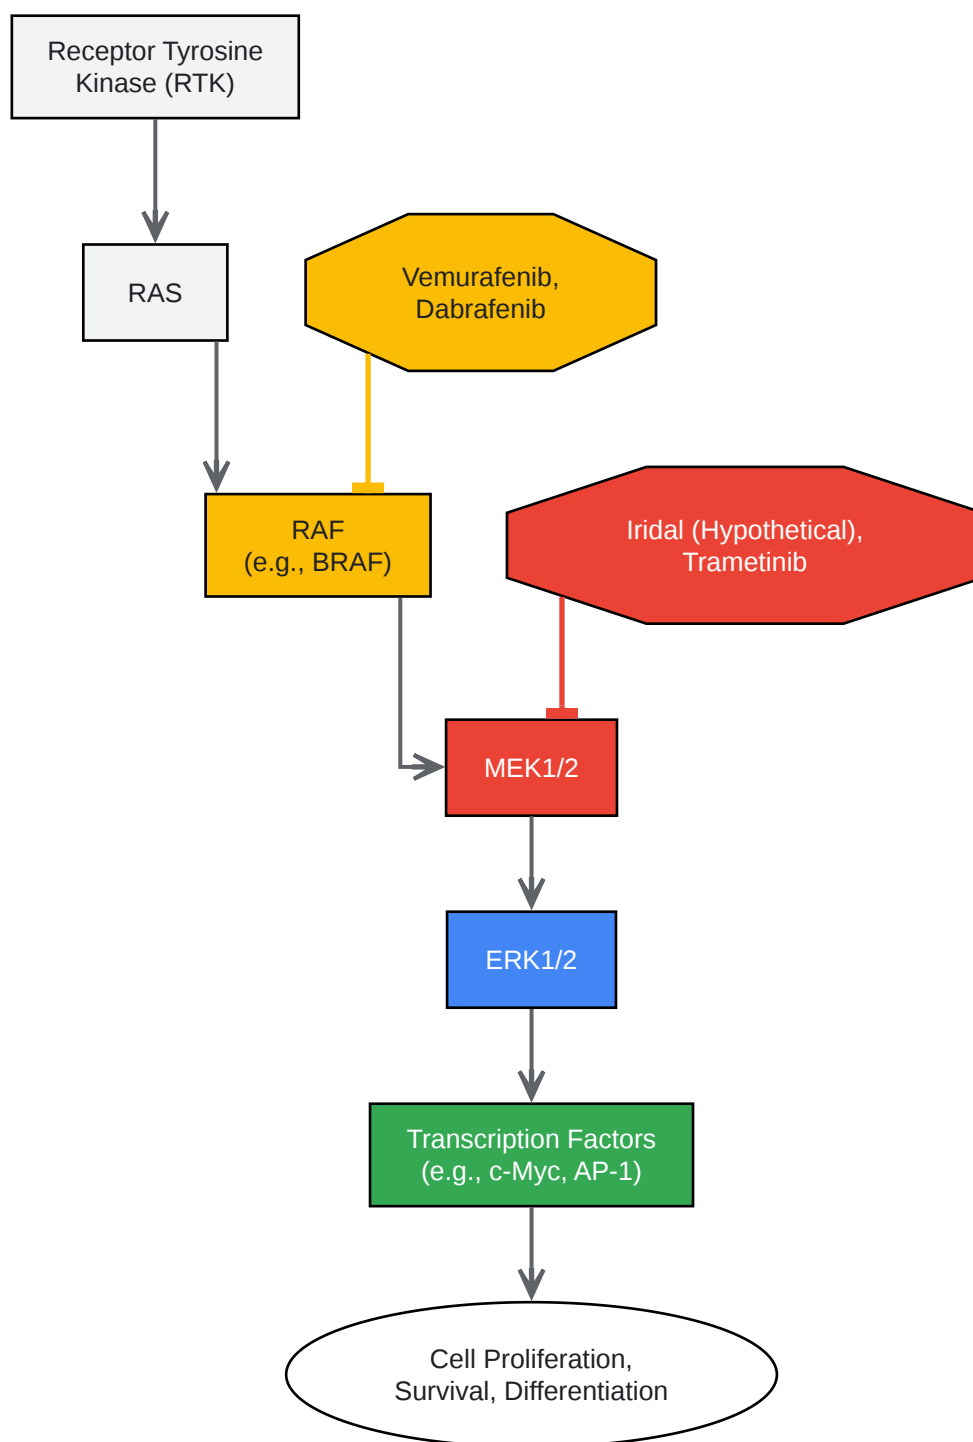 Receptor Tyrosine
Kinase (RTK)
RAS
Vemurafenib,
Dabrafenib
RAF
(e.g., BRAF)
Iridal (Hypothetical),
Trametinib
MEK1/2
ERK1/2
Transcription Factors
(e.g., c-Myc, AP-1)
Cell Proliferation,
Survival, Differentiation